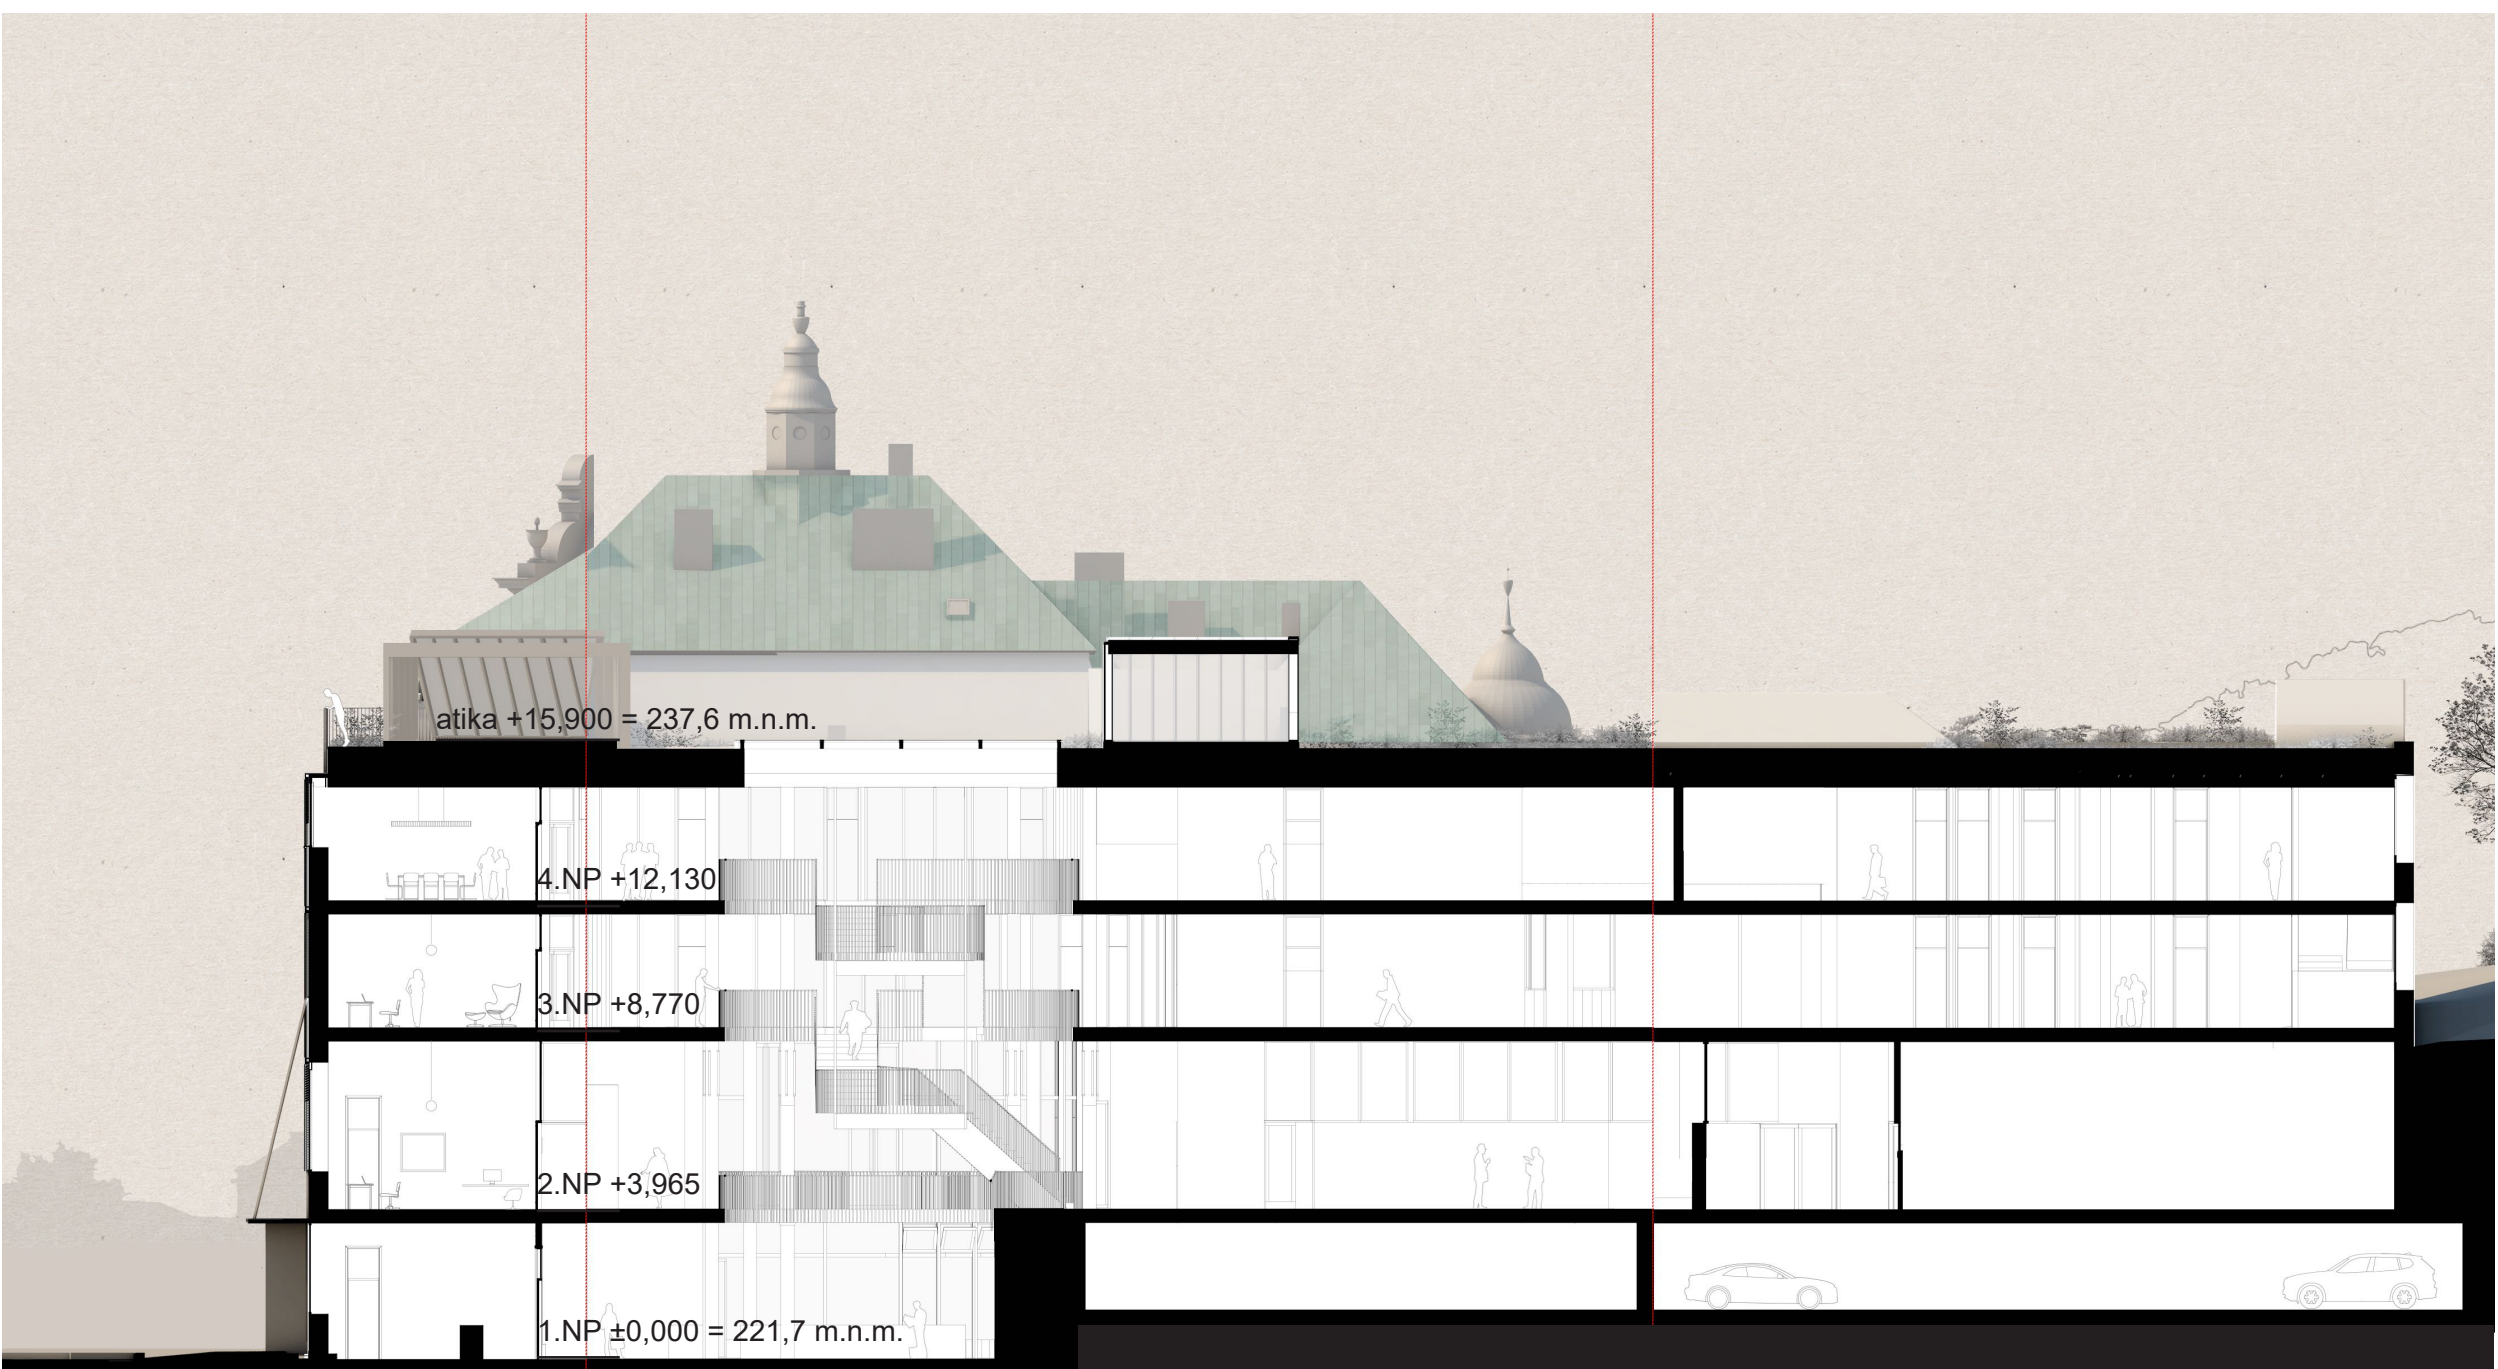 atika +15,900 = 237,6 m.n.m.
4.NP +12,130
3.NP +8,770
2.NP +3,965
1.NP ±0,000 = 221,7 m.n.m.